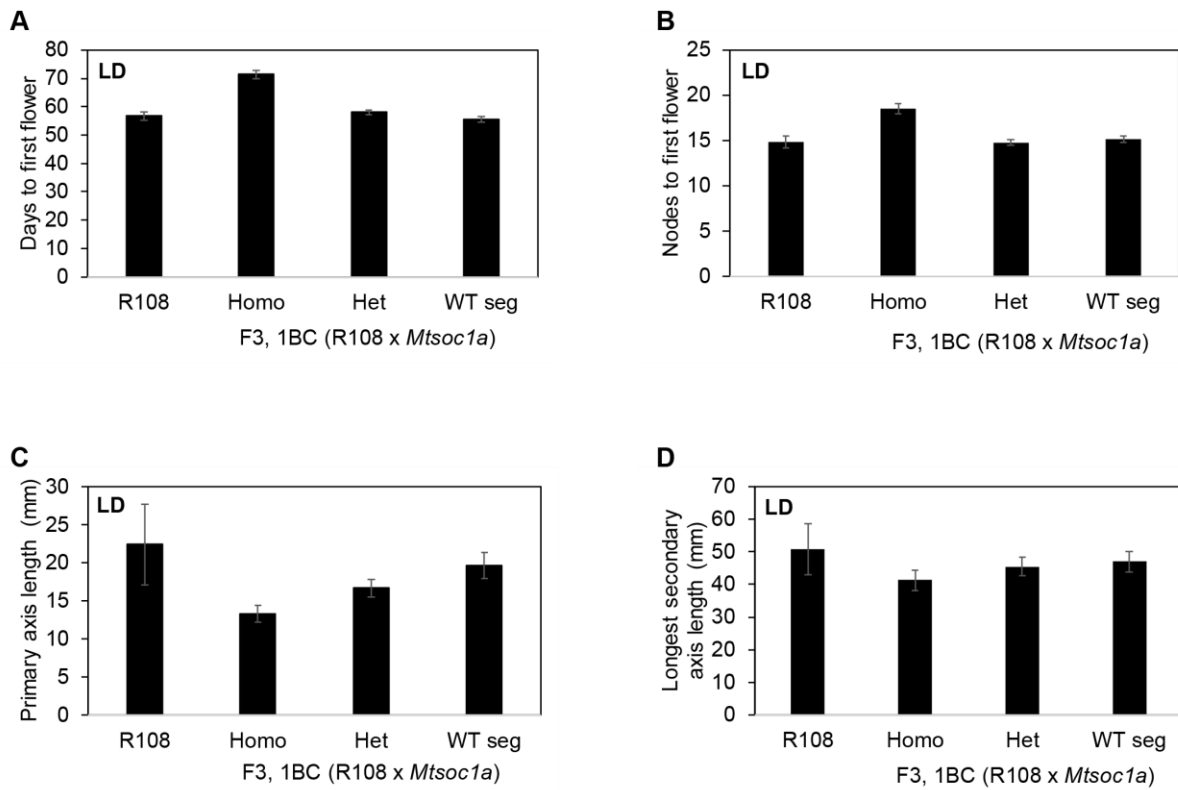 A
LD
Days to first flower
80
70
60
50
40
30
20
10
0
R108 Homo Het WT seg
F3, 1BC (R108 x Mtsoc1a)
B
LD
Nodes to first flower
25
20
15
10
5
0
R108 Homo Het WT seg
F3, 1BC (R108 x Mtsoc1a)
C
LD
Primary axis length (mm)
30
25
20
15
10
5
0
R108 Homo Het WT seg
F3, 1BC (R108 x Mtsoc1a)
D
LD
Longest secondary
axis length (mm)
70
60
50
40
30
20
10
0
R108 Homo Het WT seg
F3, 1BC (R108 x Mtsoc1a)